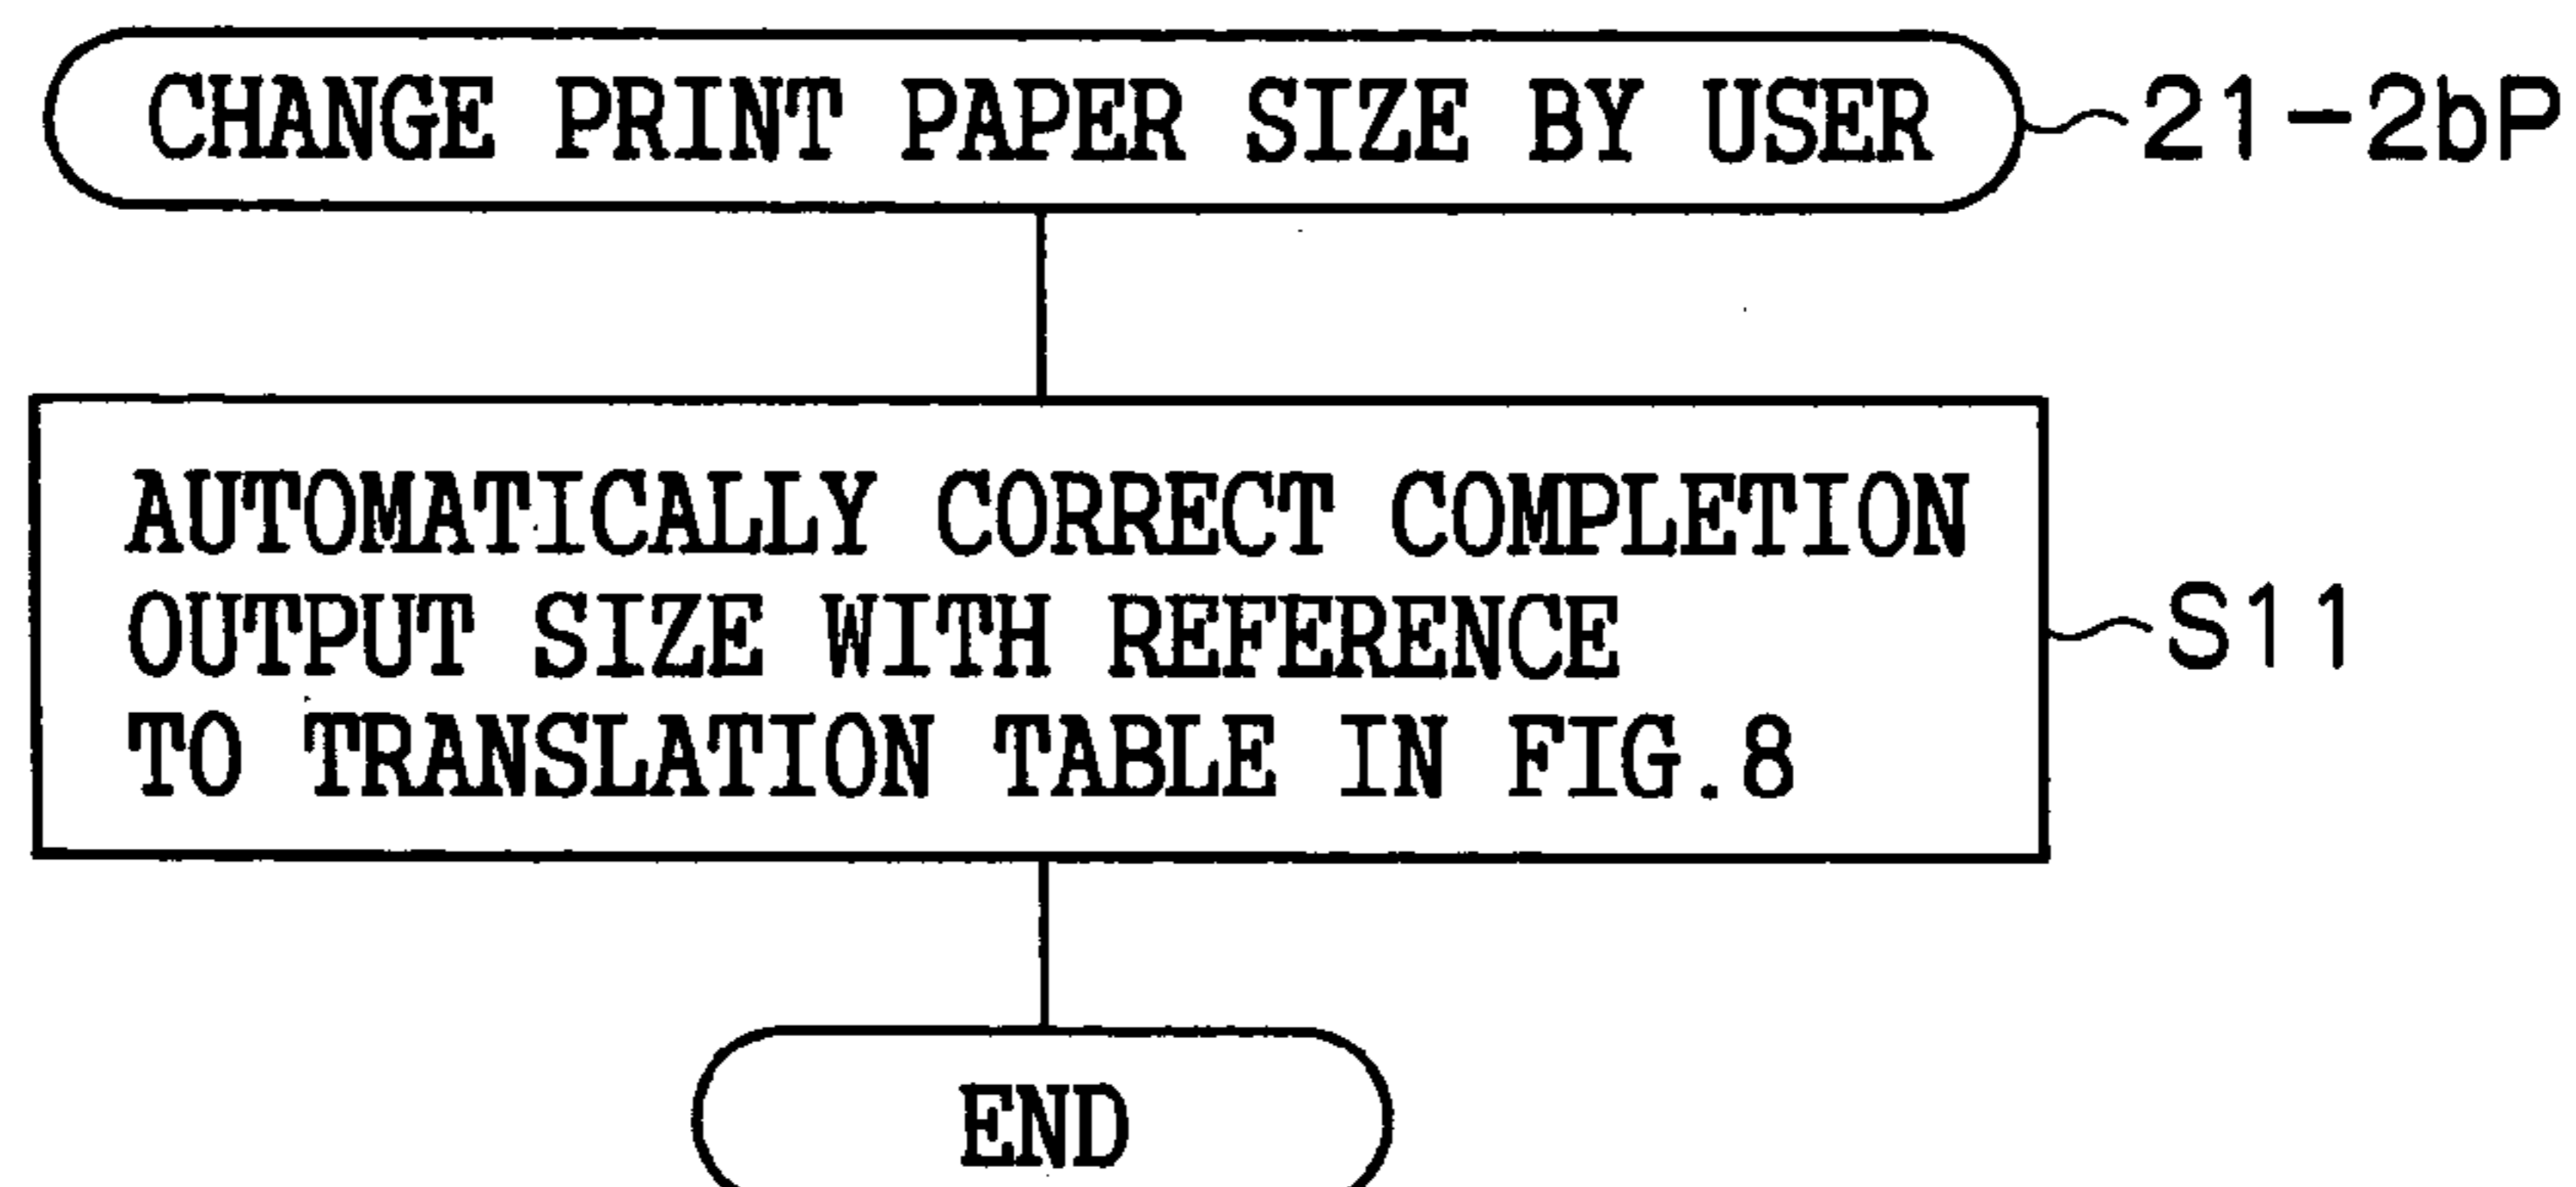 CHANGE PRINT PAPER SIZE BY USER 21-2bP
AUTOMATICALLY CORRECT COMPLETION
OUTPUT SIZE WITH REFERENCE S11
TO TRANSLATION TABLE IN FIG.8
END